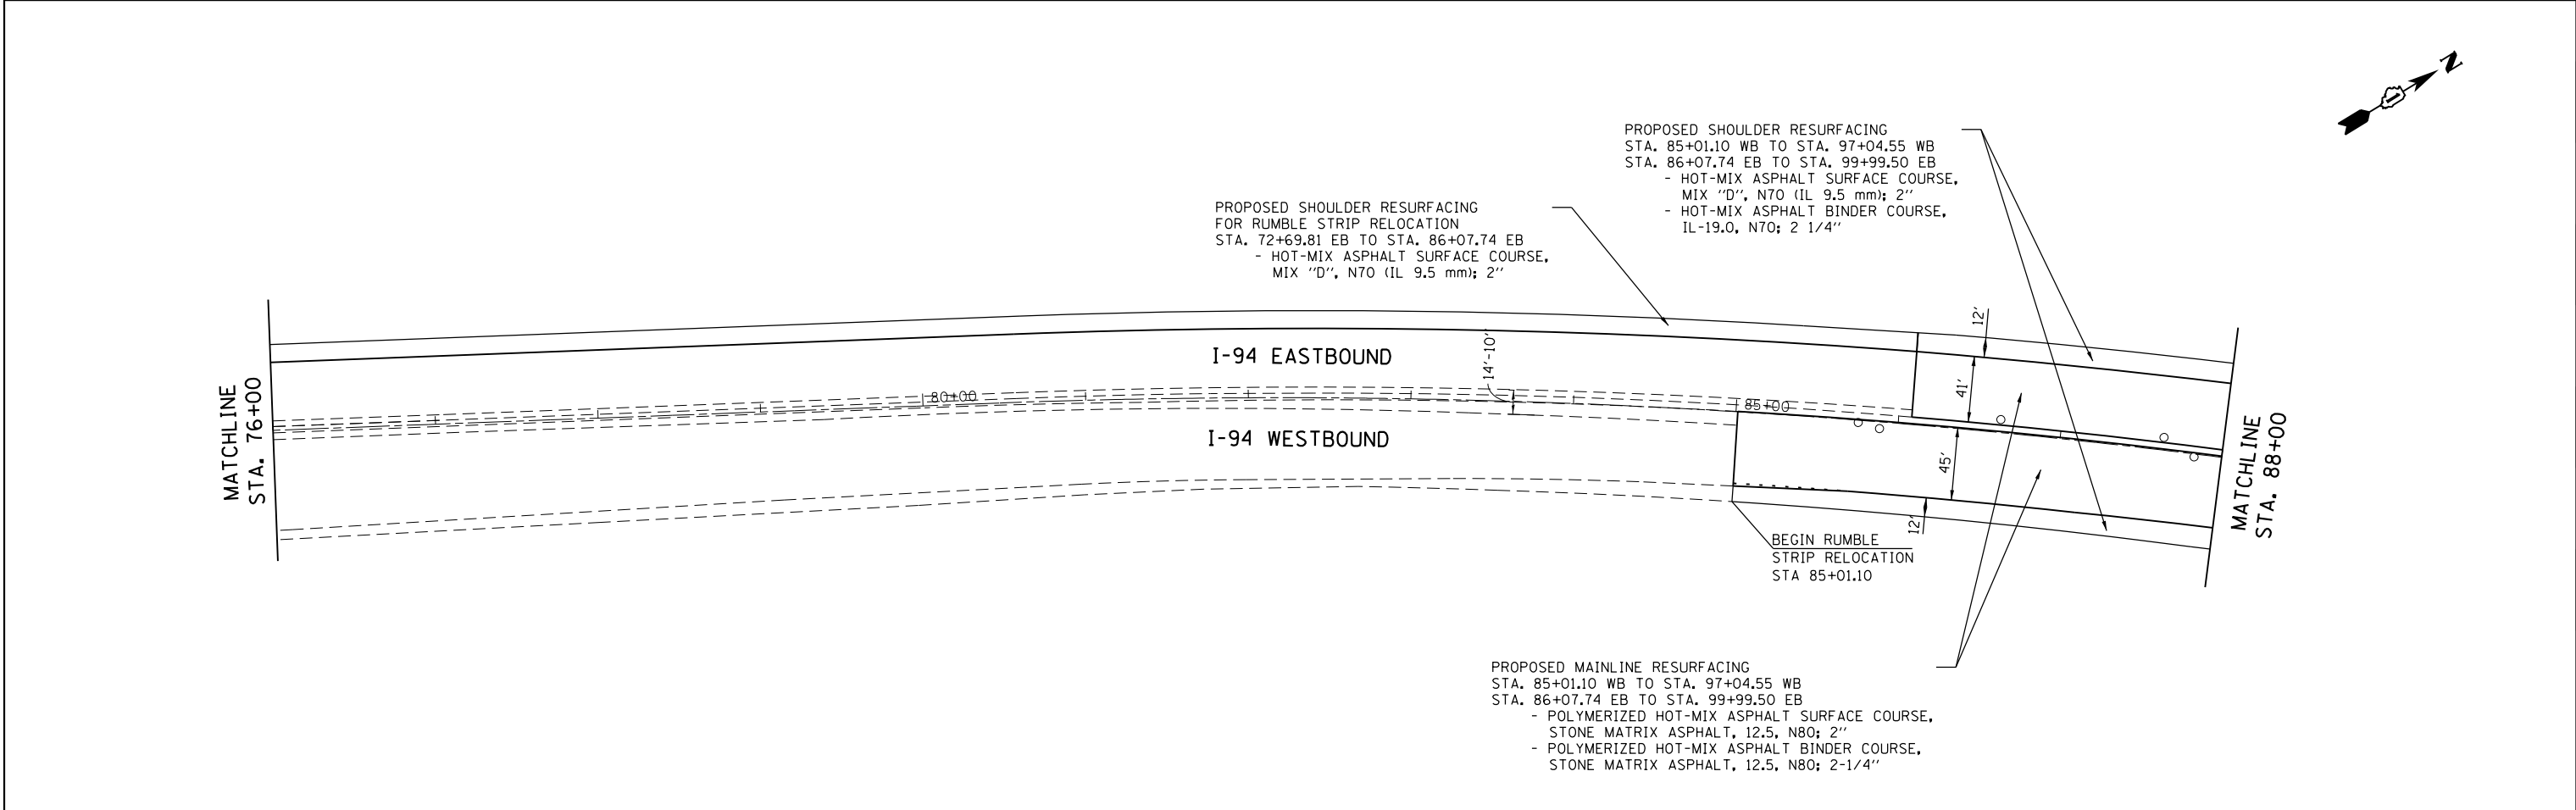 N
PROPOSED SHOULDER RESURFACING
STA. 85+01.10 WB TO STA. 97+04.55 WB
STA. 86+07.74 EB TO STA. 99+99.50 EB
- HOT-MIX ASPHALT SURFACE COURSE,
MIX "D", N70 (IL 9.5 mm); 2"
- HOT-MIX ASPHALT BINDER COURSE,
IL-19.0, N70; 2 1/4"
PROPOSED SHOULDER RESURFACING
FOR RUMBLE STRIP RELOCATION
STA. 72+69.81 EB TO STA. 86+07.74 EB
- HOT-MIX ASPHALT SURFACE COURSE,
MIX "D", N70 (IL 9.5 mm); 2"
12'
14'-10"
I-94 EASTBOUND
41'
80+00
85+00
I-94 WESTBOUND
45'
12'
MATCHLINE
STA. 76+00
MATCHLINE
STA. 88+00
BEGIN RUMBLE
STRIP RELOCATION
STA 85+01.10
PROPOSED MAINLINE RESURFACING
STA. 85+01.10 WB TO STA. 97+04.55 WB
STA. 86+07.74 EB TO STA. 99+99.50 EB
- POLYMERIZED HOT-MIX ASPHALT SURFACE COURSE,
STONE MATRIX ASPHALT, 12.5, N80; 2"
- POLYMERIZED HOT-MIX ASPHALT BINDER COURSE,
STONE MATRIX ASPHALT, 12.5, N80; 2-1/4"